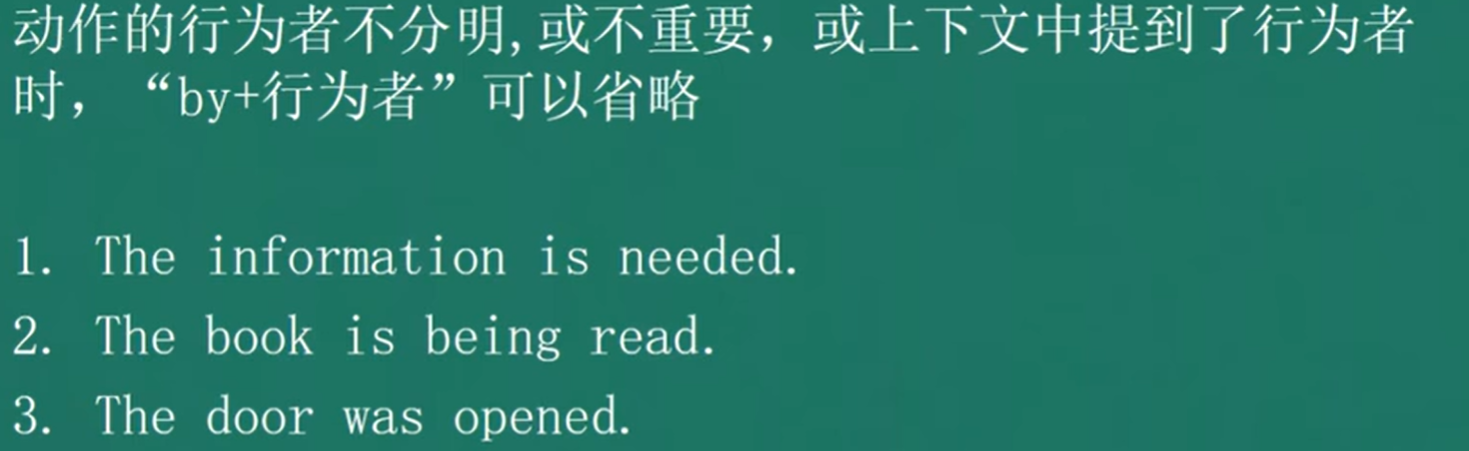 动作的行为者不分明,或不重要，或上下文中提到了行为者
时，“by+行为者”可以省略
1. The information is needed.
2. The book is being read.
3. The door was opened.